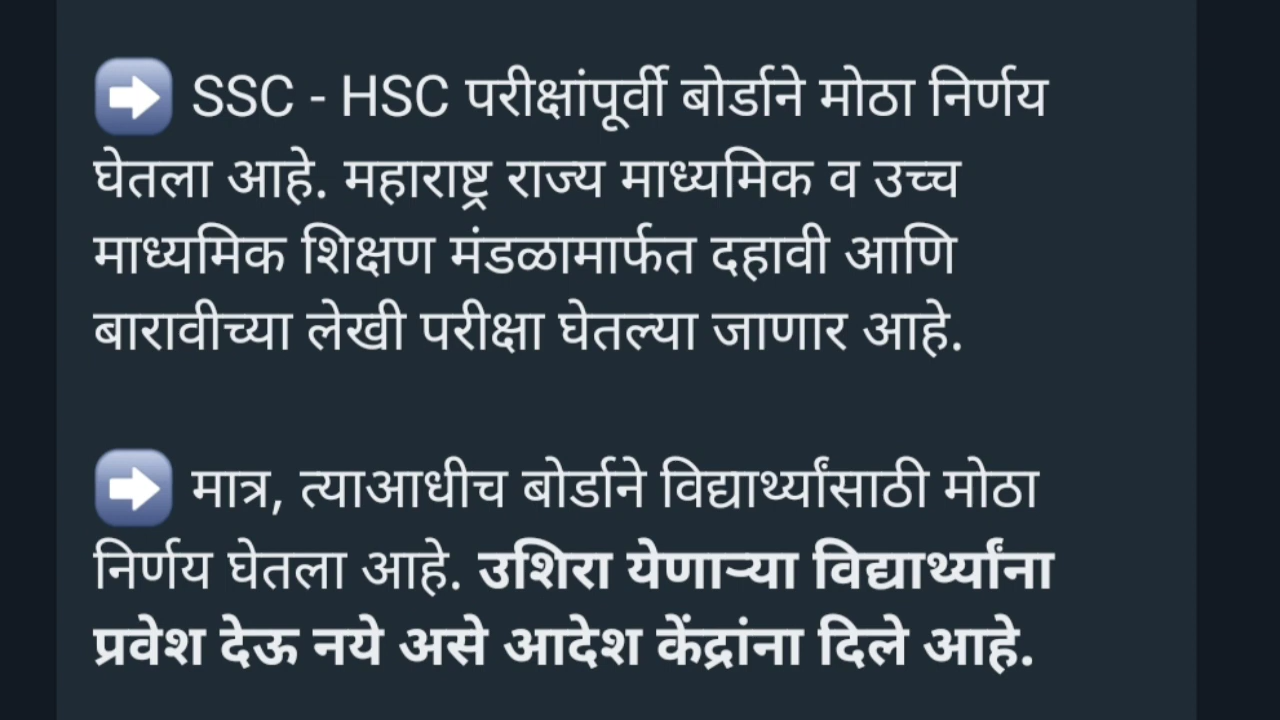 ➡️ SSC - HSC परीक्षांपूर्वी बोर्डाने मोठा निर्णय
घेतला आहे. महाराष्ट्र राज्य माध्यमिक व उच्च
माध्यमिक शिक्षण मंडळामार्फत दहावी आणि
बारावीच्या लेखी परीक्षा घेतल्या जाणार आहे.
➡️ मात्र, त्याआधीच बोर्डाने विद्यार्थ्यांसाठी मोठा
निर्णय घेतला आहे. उशिरा येणाऱ्या विद्यार्थ्यांना
प्रवेश देऊ नये असे आदेश केंद्रांना दिले आहे.